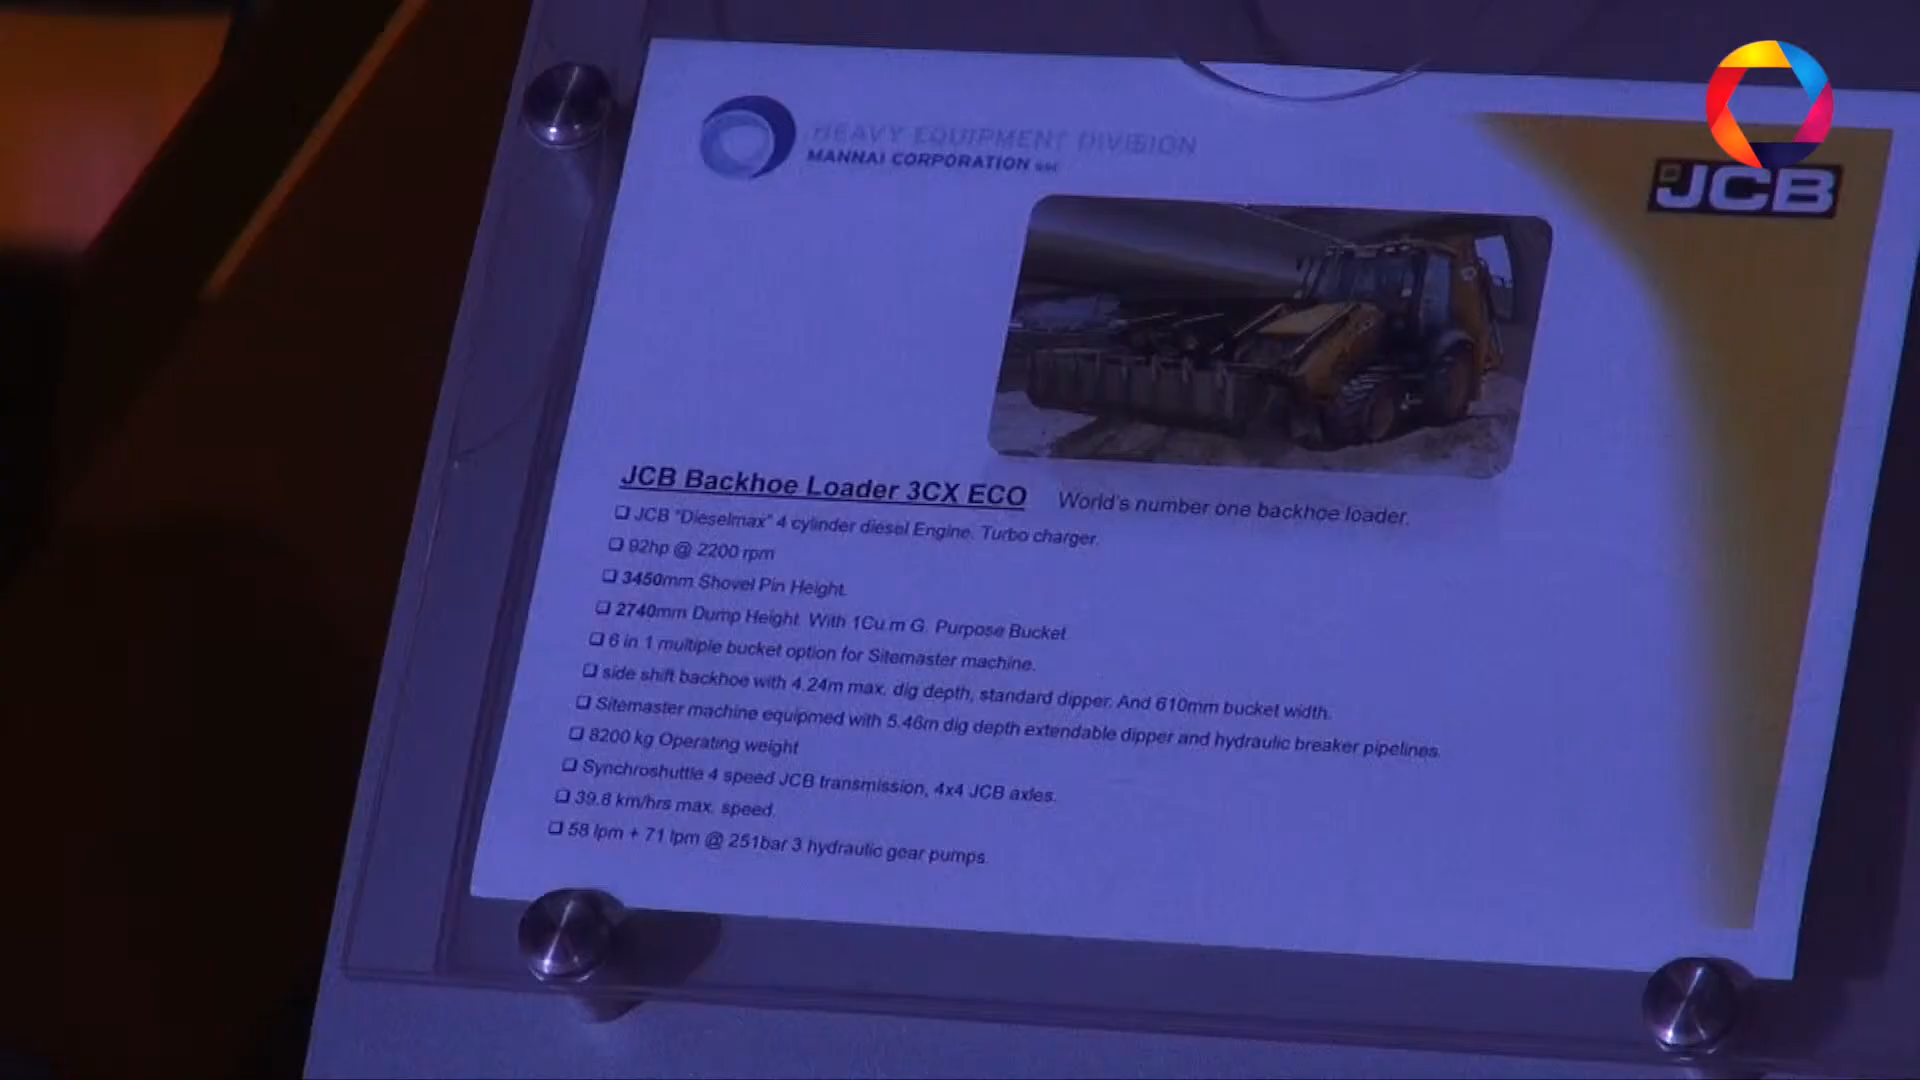 HEAVY EQUIPMENT DIVISION
MANNAI CORPORATION
JCB
JCB Backhoe Loader 3CX ECO World's number one backhoe loader.
❑ JCB "Dieselmax" 4 cylinder diesel Engine. Turbo charger.
❑ 92hp @ 2200 rpm
❑ 3450mm Shovel Pin Height.
❑ 2740mm Dump Height. With 1Cu.m G. Purpose Bucket
❑ 6 in 1 multiple bucket option for Sitemaster machine.
❑ side shift backhoe with 4.24m max. dig depth, standard dipper. And 610mm bucket width.
❑ Sitemaster machine equipmed with 5.46m dig depth extendable dipper and hydraulic breaker pipelines.
❑ 8200 kg Operating weight
❑ Synchroshuttle 4 speed JCB transmission, 4x4 JCB axles.
❑ 39.8 km/hrs max. speed.
❑ 58 lpm + 71 lpm @ 251bar 3 hydraulic gear pumps.